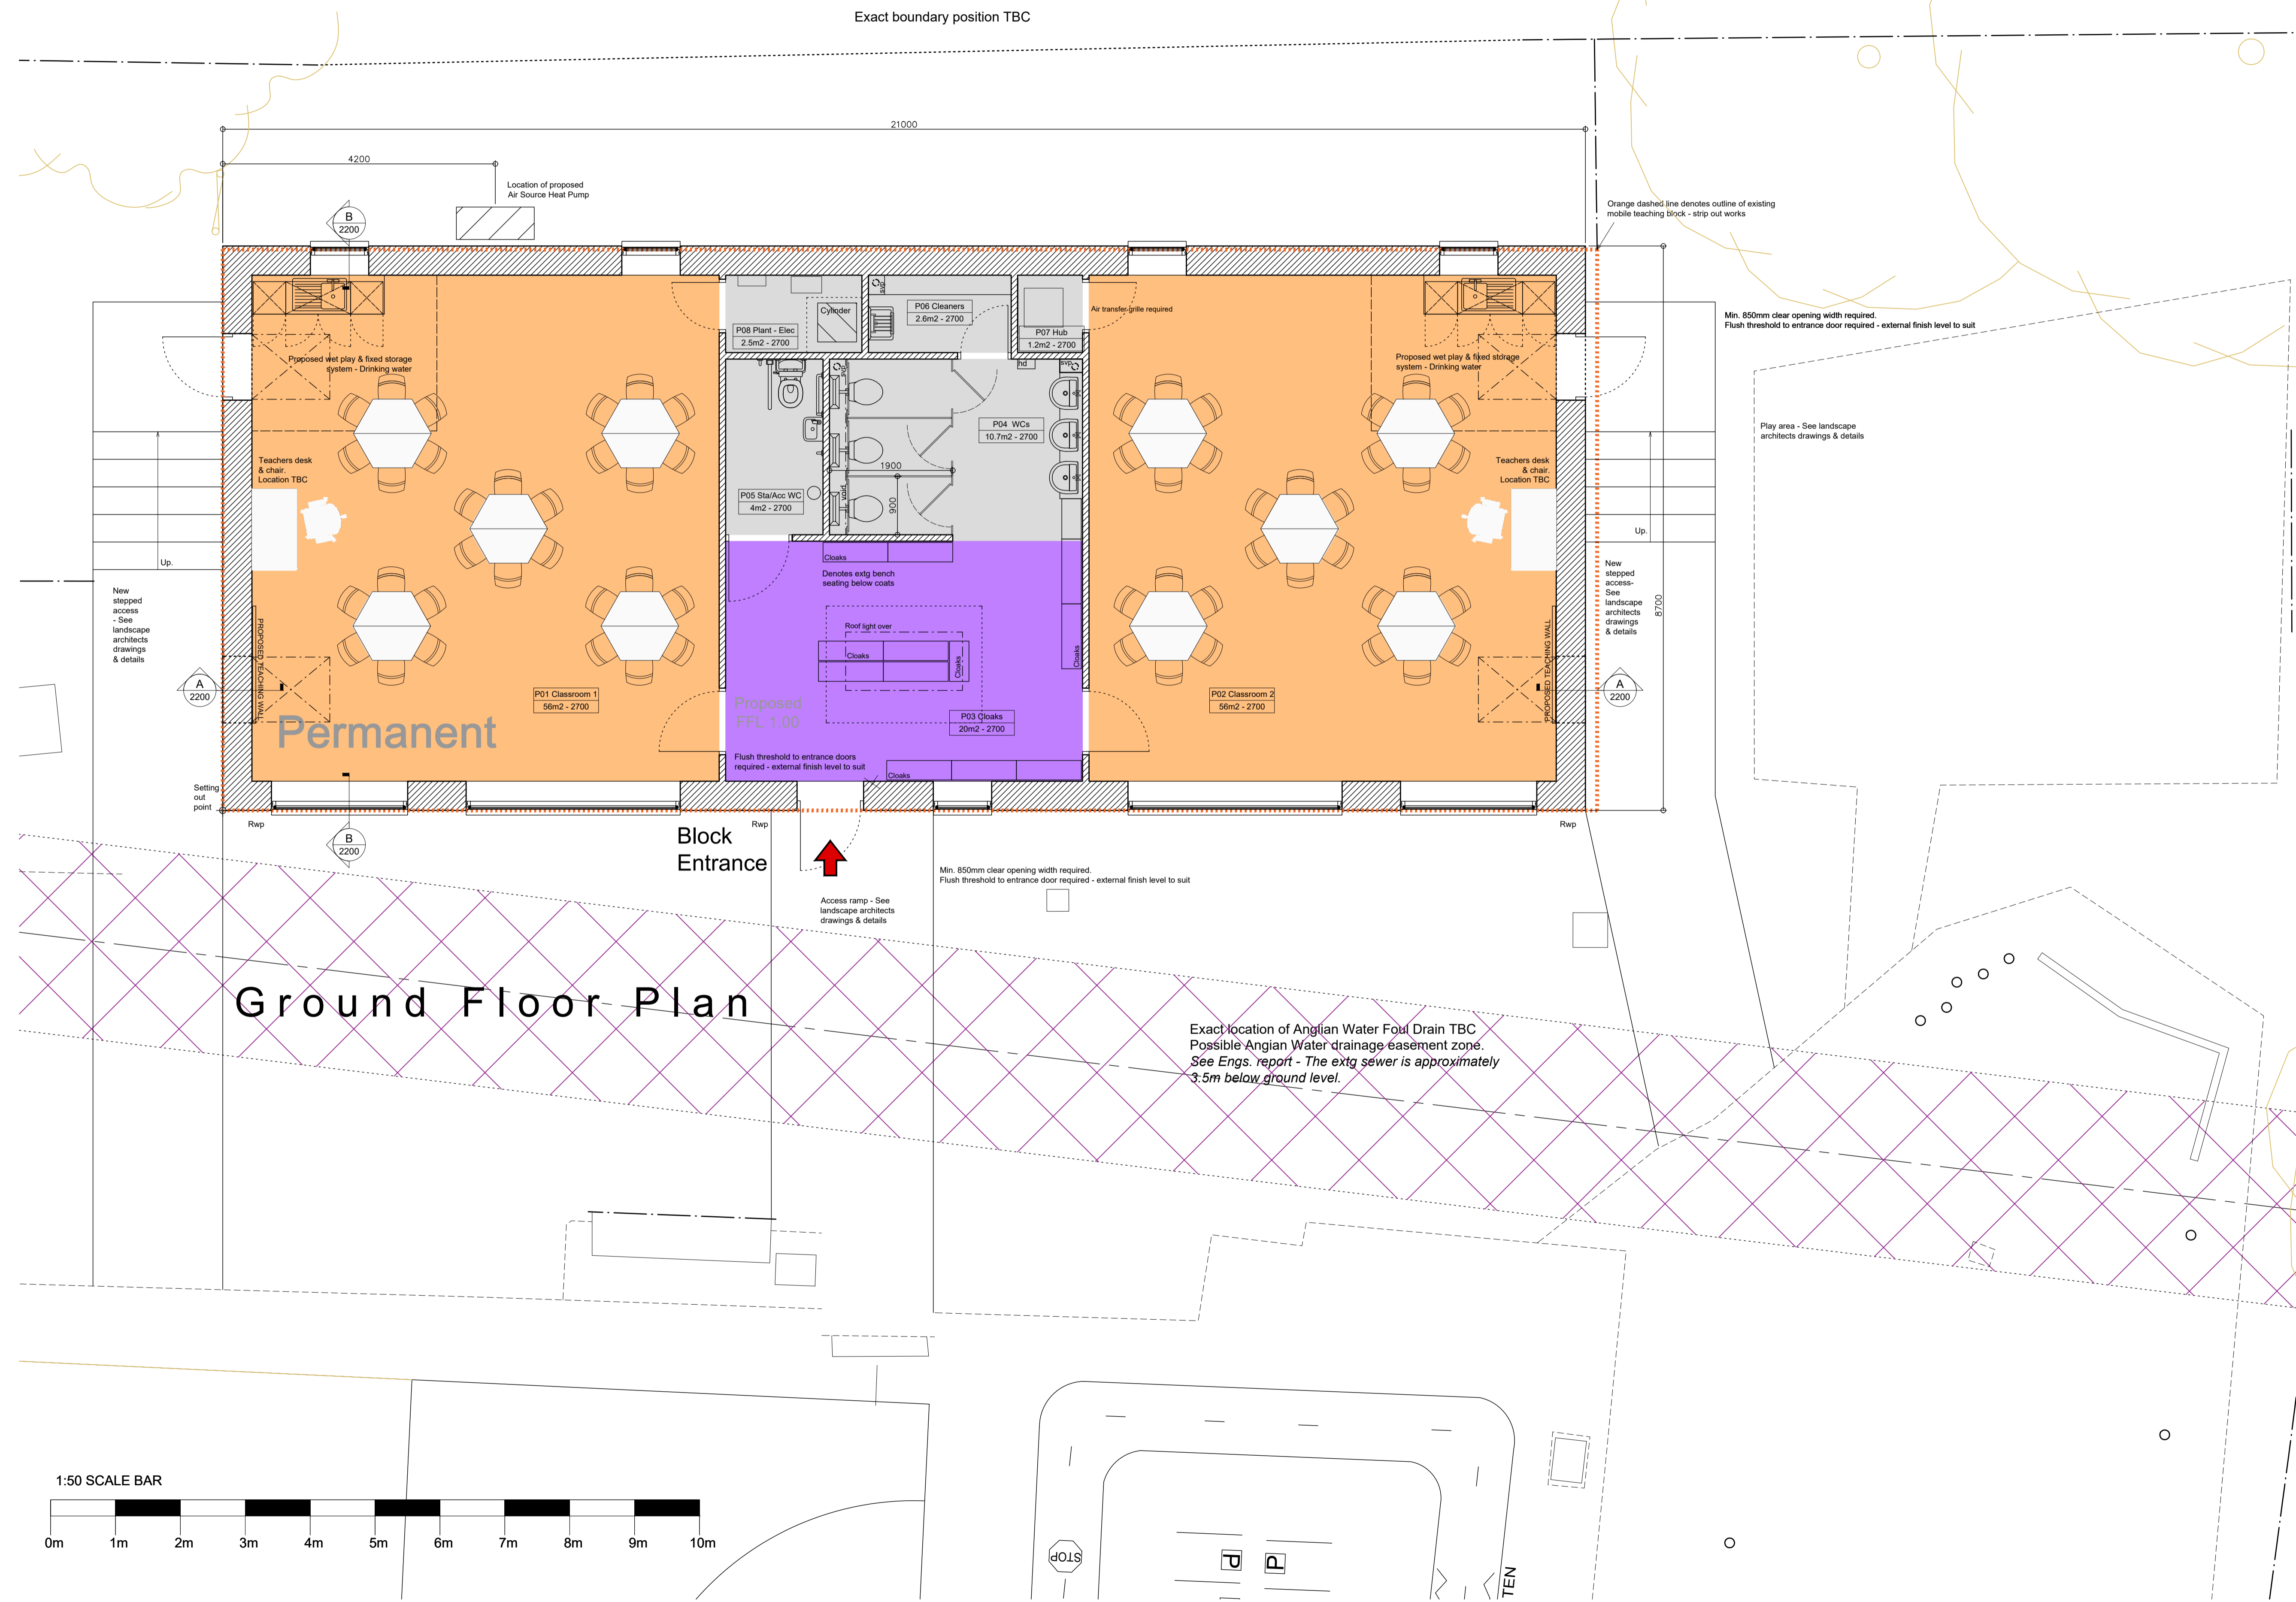 Exact boundary position TBC
21000
4200
Location of proposed
Air Source Heat Pump
B
2200
Orange dashed line denotes outline of existing
mobile teaching block - strip out works
svp
Cylinder
P06 Cleaners
2.6m2 - 2700
Air transfer grille required
P08 Plant - Elec
2.5m2 - 2700
P07 Hub
1.2m2 - 2700
Min. 850mm clear opening width required.
Flush threshold to entrance door required - external finish level to suit
Proposed wet play & fixed storage
system - Drinking water
svp
hd
svp
Proposed wet play & fixed storage
system - Drinking water
P04 WCs
10.7m2 - 2700
Play area - See landscape
architects drawings & details
Teachers desk
& chair.
Location TBC
1900
900
void
P05 Sta/Acc WC
4m2 - 2700
Teachers desk
& chair.
Location TBC
Up.
Up.
Cloaks
Denotes extg bench
seating below coats
New
stepped
access
- See
landscape
architects
drawings
& details
New
stepped
access-
See
landscape
architects
drawings
& details
8700
Roof light over
Cloaks
Cloaks
Cloaks
PROPOSED TEACHING WALL
PROPOSED TEACHING WALL
A
2200
A
2200
P01 Classroom 1
56m2 - 2700
P02 Classroom 2
56m2 - 2700
Proposed
FFL 1.00
P03 Cloaks
20m2 - 2700
Permanent
Flush threshold to entrance doors
required - external finish level to suit
Cloaks
Setting
out
point
Rwp
Rwp
Rwp
B
2200
Block
Entrance
Min. 850mm clear opening width required.
Flush threshold to entrance door required - external finish level to suit
Access ramp - See
landscape architects
drawings & details
Ground Floor Plan
Exact location of Anglian Water Foul Drain TBC
Possible Angian Water drainage easement zone.
See Engs. report - The extg sewer is approximately
3.5m below ground level.
1:50 SCALE BAR
0m 1m 2m 3m 4m 5m 6m 7m 8m 9m 10m
STOP
P
P
TEN